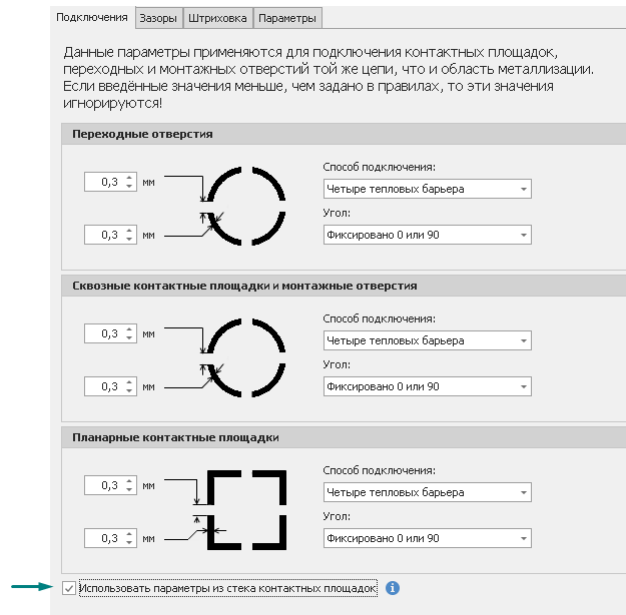 Подключения Зазоры Штриховка Параметры
Данные параметры применяются для подключения контактных площадок,
переходных и монтажных отверстий той же цепи, что и область металлизации.
Если введённые значения меньше, чем задано в правилах, то эти значения
игнорируются!
Переходные отверстия
Способ подключения:
0,3 мм
Четыре тепловых барьера
Угол:
0,3 мм
Фиксировано 0 или 90
Сквозные контактные площадки и монтажные отверстия
Способ подключения:
0,3 мм
Четыре тепловых барьера
Угол:
0,3 мм
Фиксировано 0 или 90
Планарные контактные площадки
Способ подключения:
0,3 мм
Четыре тепловых барьера
Угол:
0,3 мм
Фиксировано 0 или 90
Использовать параметры из стека контактных площадок